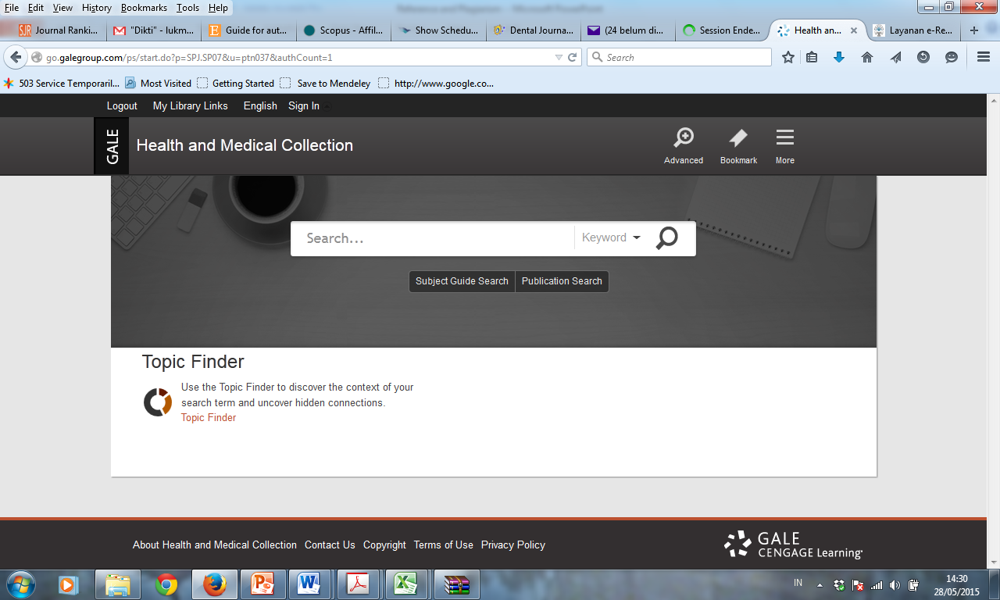 File Edit View History Bookmarks Tools Help
Reference and Plagiarism - Microsoft PowerPoint
SJR Journal Ranki... "Dikti" - lukm... Guide for aut... Scopus - Affil... Show Schedu... Dental Journa... (24 belum di... Session Ende... Health an... Layanan e-Re...
go.galegroup.com/ps/start.do?p=SPJ.SP07&u=ptn037&authCount=1 Search
503 Service Temporaril... Most Visited Getting Started Save to Mendeley http://www.google.co...
Logout My Library Links English Sign In
GALE Health and Medical Collection
Advanced Bookmark More
Search... Keyword
Subject Guide Search Publication Search
Topic Finder
Use the Topic Finder to discover the context of your
search term and uncover hidden connections.
Topic Finder
About Health and Medical Collection Contact Us Copyright Terms of Use Privacy Policy
GALE
CENGAGE Learning
IN 14:30
28/05/2015